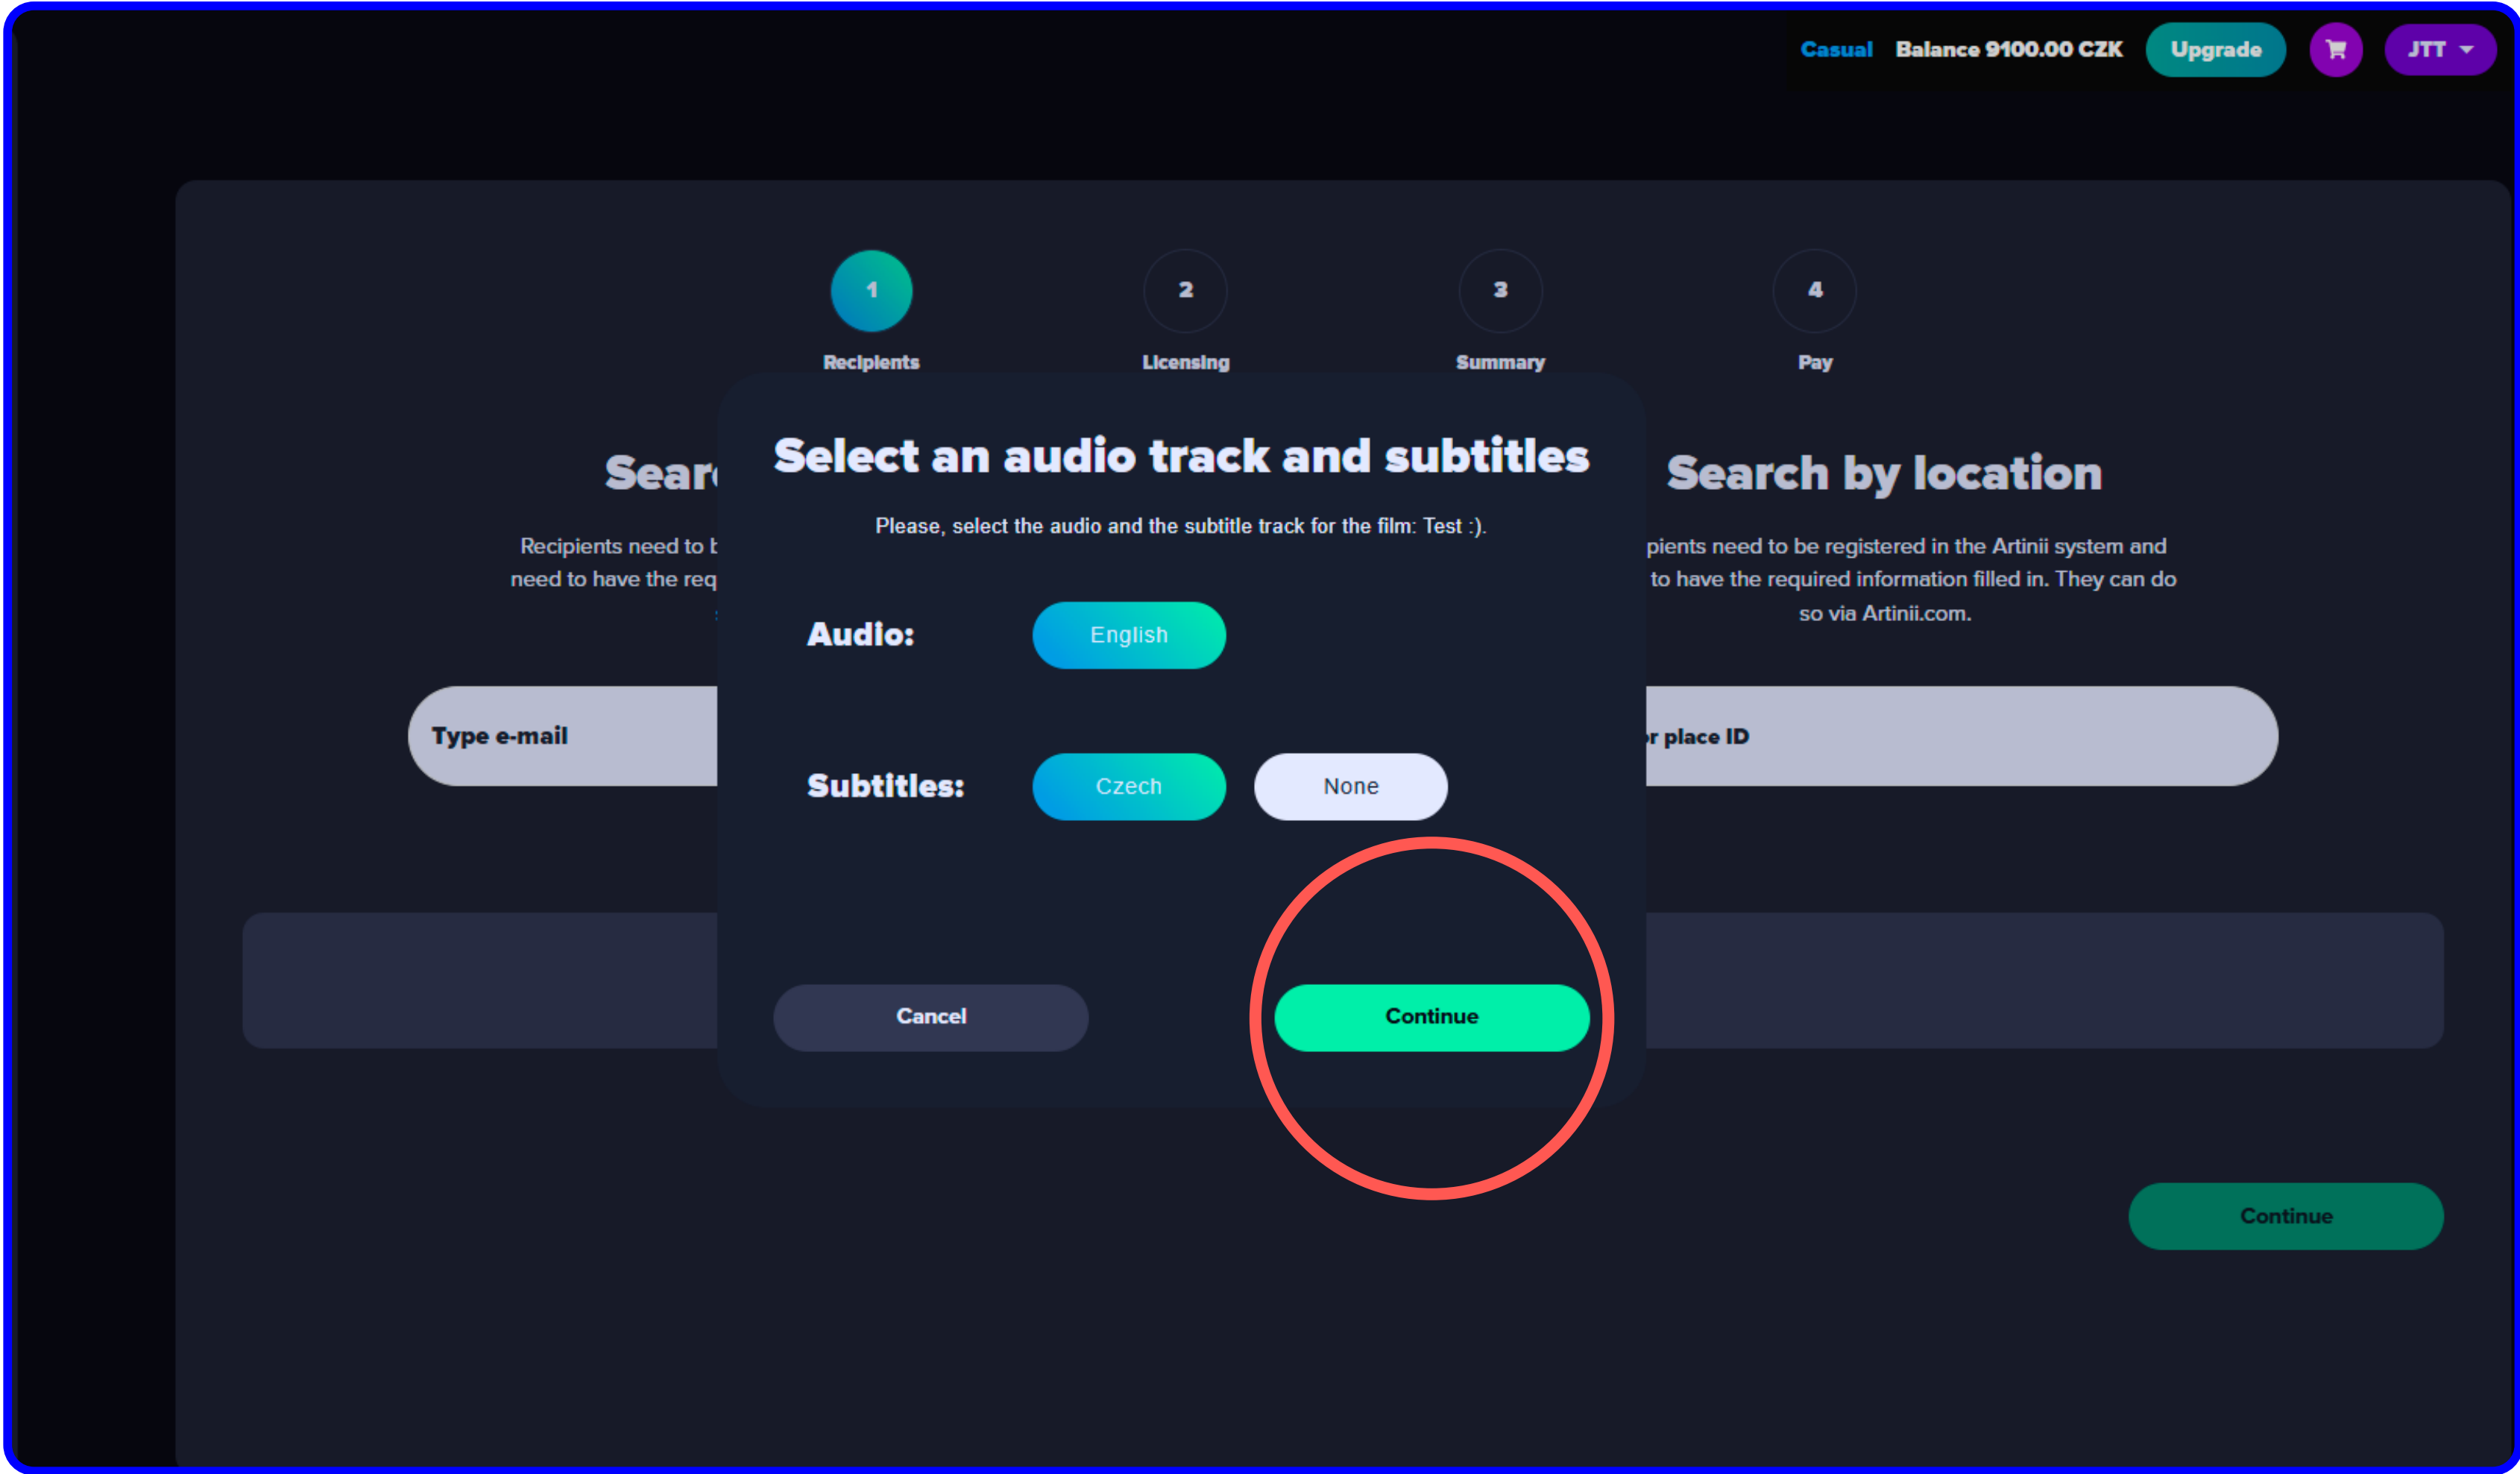 Casual Balance 9100.00 CZK Upgrade JTT
1 2 3 4
Recipients Licensing Summary Pay
Select an audio track and subtitles
Please, select the audio and the subtitle track for the film: Test :).
Audio: English
Subtitles: Czech None
Cancel Continue
Search by location
Recipients need to
need to have the
pients need to be registered in the Artinii system and
to have the required information filled in. They can do
so via Artinii.com.
Type e-mail
place ID
Continue